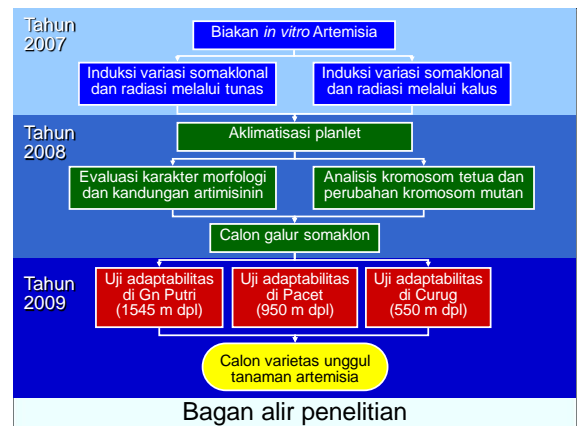 Tahun
2007
Biakan in vitro Artemisia
Induksi variasi somaklonal
dan radiasi melalui tunas
Induksi variasi somaklonal
dan radiasi melalui kalus
Tahun
2008
Aklimatisasi planlet
Evaluasi karakter morfologi
dan kandungan artimisinin
Analisis kromosom tetua dan
perubahan kromosom mutan
Calon galur somaklon
Tahun
2009
Uji adaptabilitas
di Gn Putri
(1545 m dpl)
Uji adaptabilitas
di Pacet
(950 m dpl)
Uji adaptabilitas
di Curug
(550 m dpl)
Calon varietas unggul
tanaman artemisia
Bagan alir penelitian